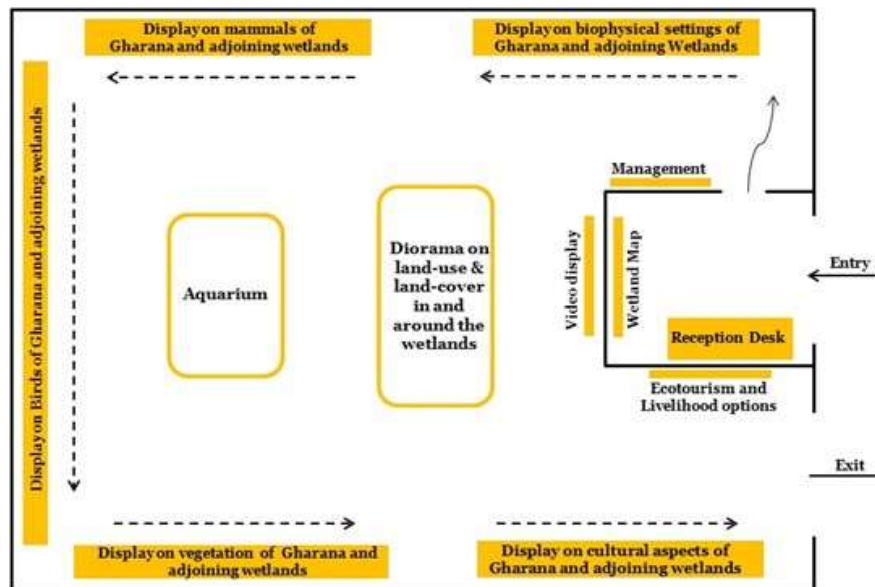 Display on mammals of
Gharana and adjoining wetlands
Display on biophysical settings of
Gharana and adjoining Wetlands
Display on Birds of Gharana and adjoining wetlands
Management
Aquarium
Diorama on
land-use &
land-cover
in and
around the
wetlands
Video display
Wetland Map
Entry
Reception Desk
Ecotourism and
Livelihood options
Exit
Display on vegetation of Gharana and
adjoining wetlands
Display on cultural aspects of
Gharana and adjoining wetlands